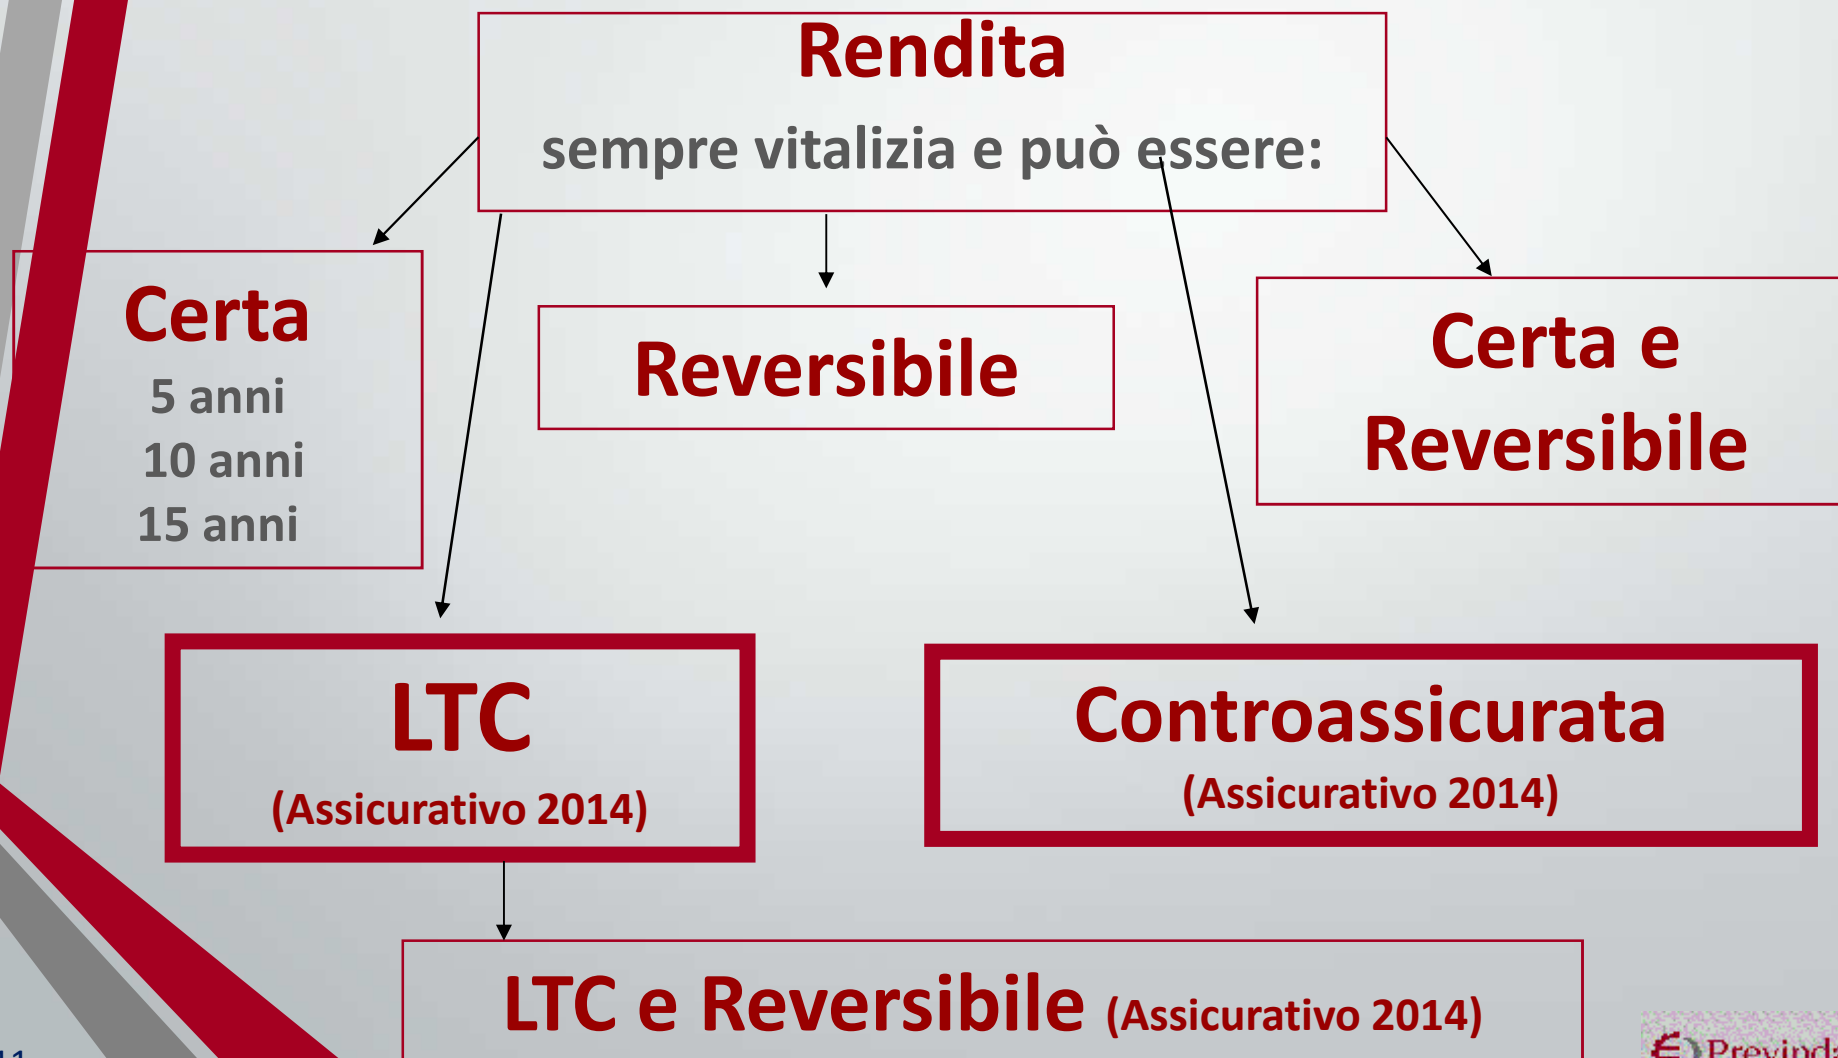 Rendita
sempre vitalizia e può essere:
Certa
5 anni
10 anni
15 anni
Reversibile
Certa e
Reversibile
LTC
(Assicurativo 2014)
Controassicurata
(Assicurativo 2014)
LTC e Reversibile (Assicurativo 2014)